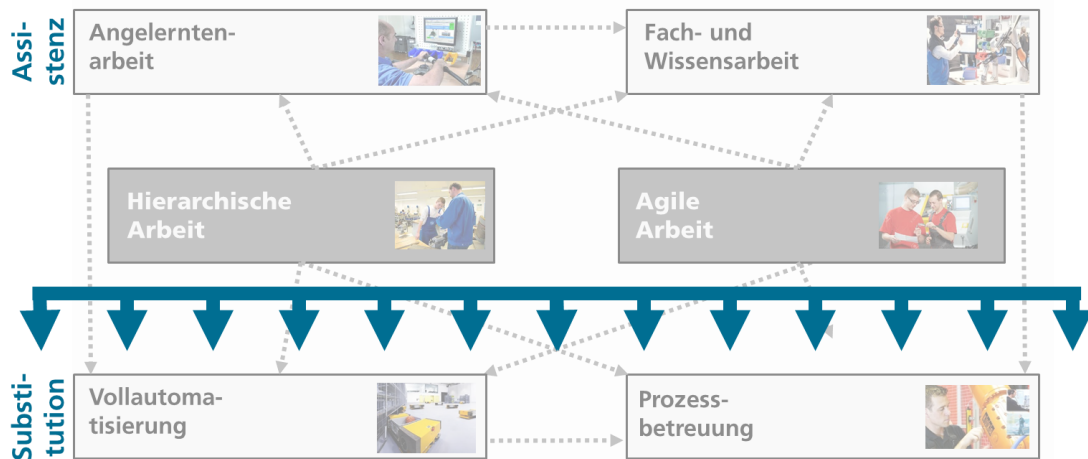 Assi-
stenz
Angelernten-
arbeit
Fach- und
Wissensarbeit
Hierarchische
Arbeit
Agile
Arbeit
Substi-
tution
Vollautoma-
tisierung
Prozess-
betreuung